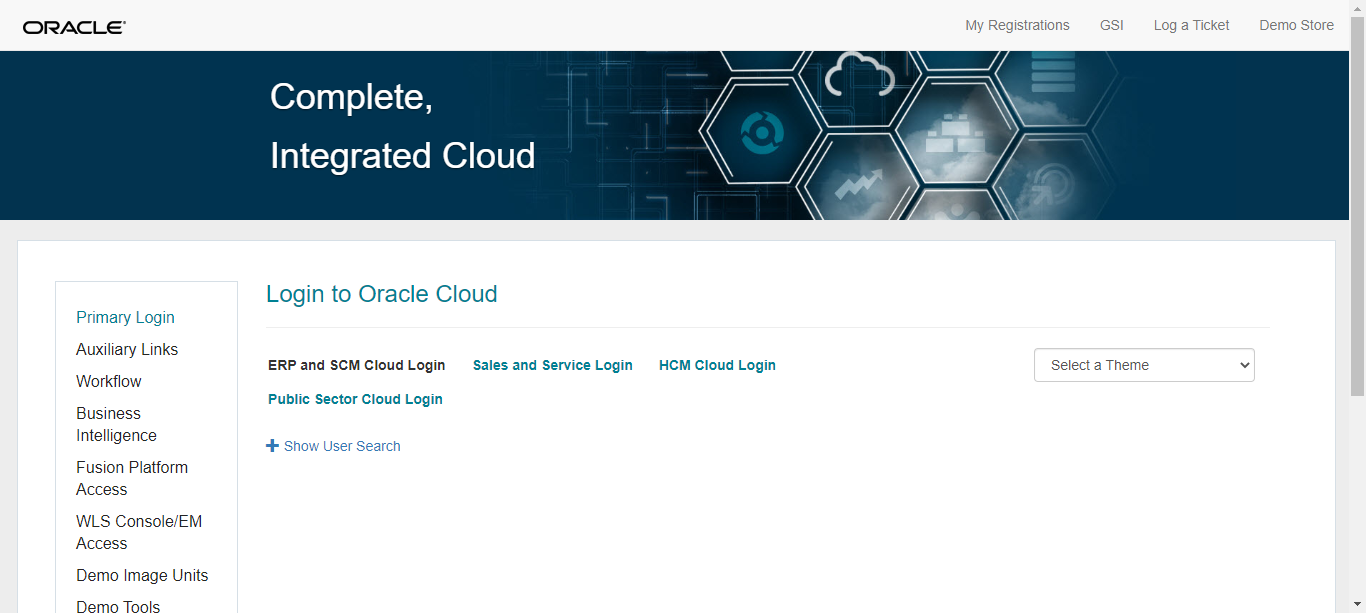 ORACLE
My Registrations GSI Log a Ticket Demo Store
Complete,
Integrated Cloud
Primary Login
Auxiliary Links
Workflow
Business
Intelligence
Fusion Platform
Access
WLS Console/EM
Access
Demo Image Units
Demo Tools
Login to Oracle Cloud
ERP and SCM Cloud Login Sales and Service Login HCM Cloud Login
Select a Theme
Public Sector Cloud Login
Show User Search